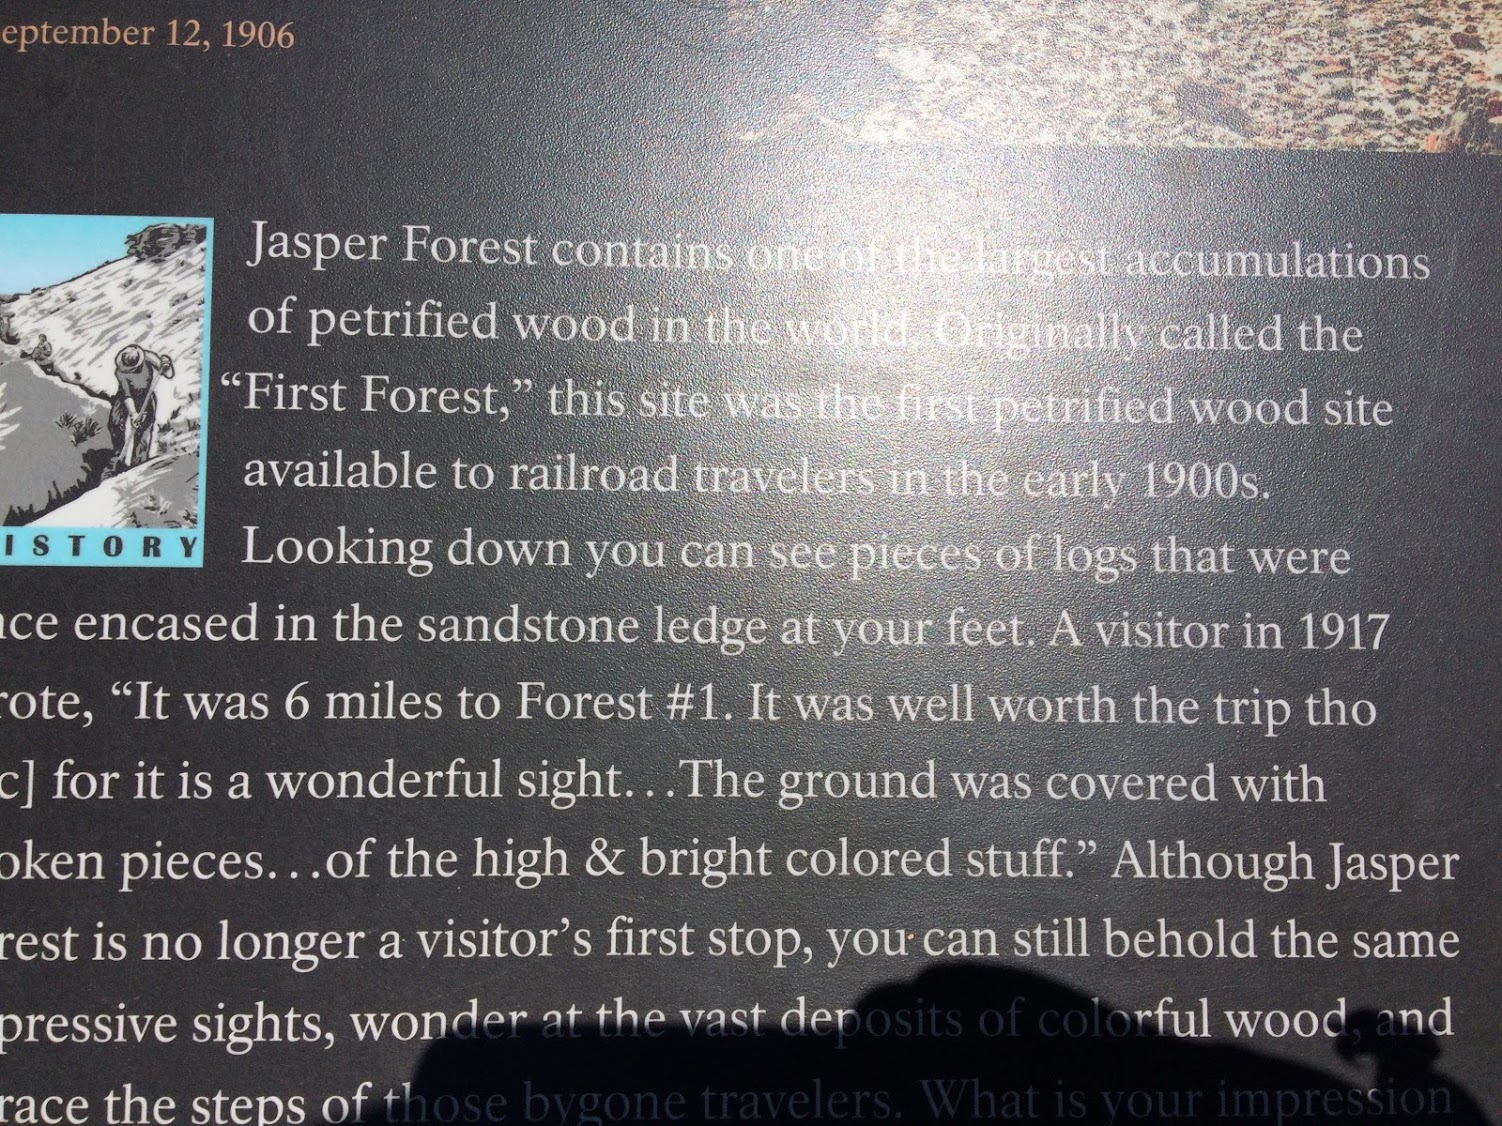 eptember 12, 1906
Jasper Forest contains one of the largest accumulations
of petrified wood in the world. Originally called the
“First Forest,” this site was the first petrified wood site
available to railroad travelers in the early 1900s.
Looking down you can see pieces of logs that were
ISTORY
nce encased in the sandstone ledge at your feet. A visitor in 1917
rote, “It was 6 miles to Forest #1. It was well worth the trip tho
c] for it is a wonderful sight...The ground was covered with
oken pieces...of the high & bright colored stuff.” Although Jasper
rest is no longer a visitor’s first stop, you can still behold the same
pressive sights, wonder at the vast deposits of colorful wood, and
race the steps of those bygone travelers. What is your impression